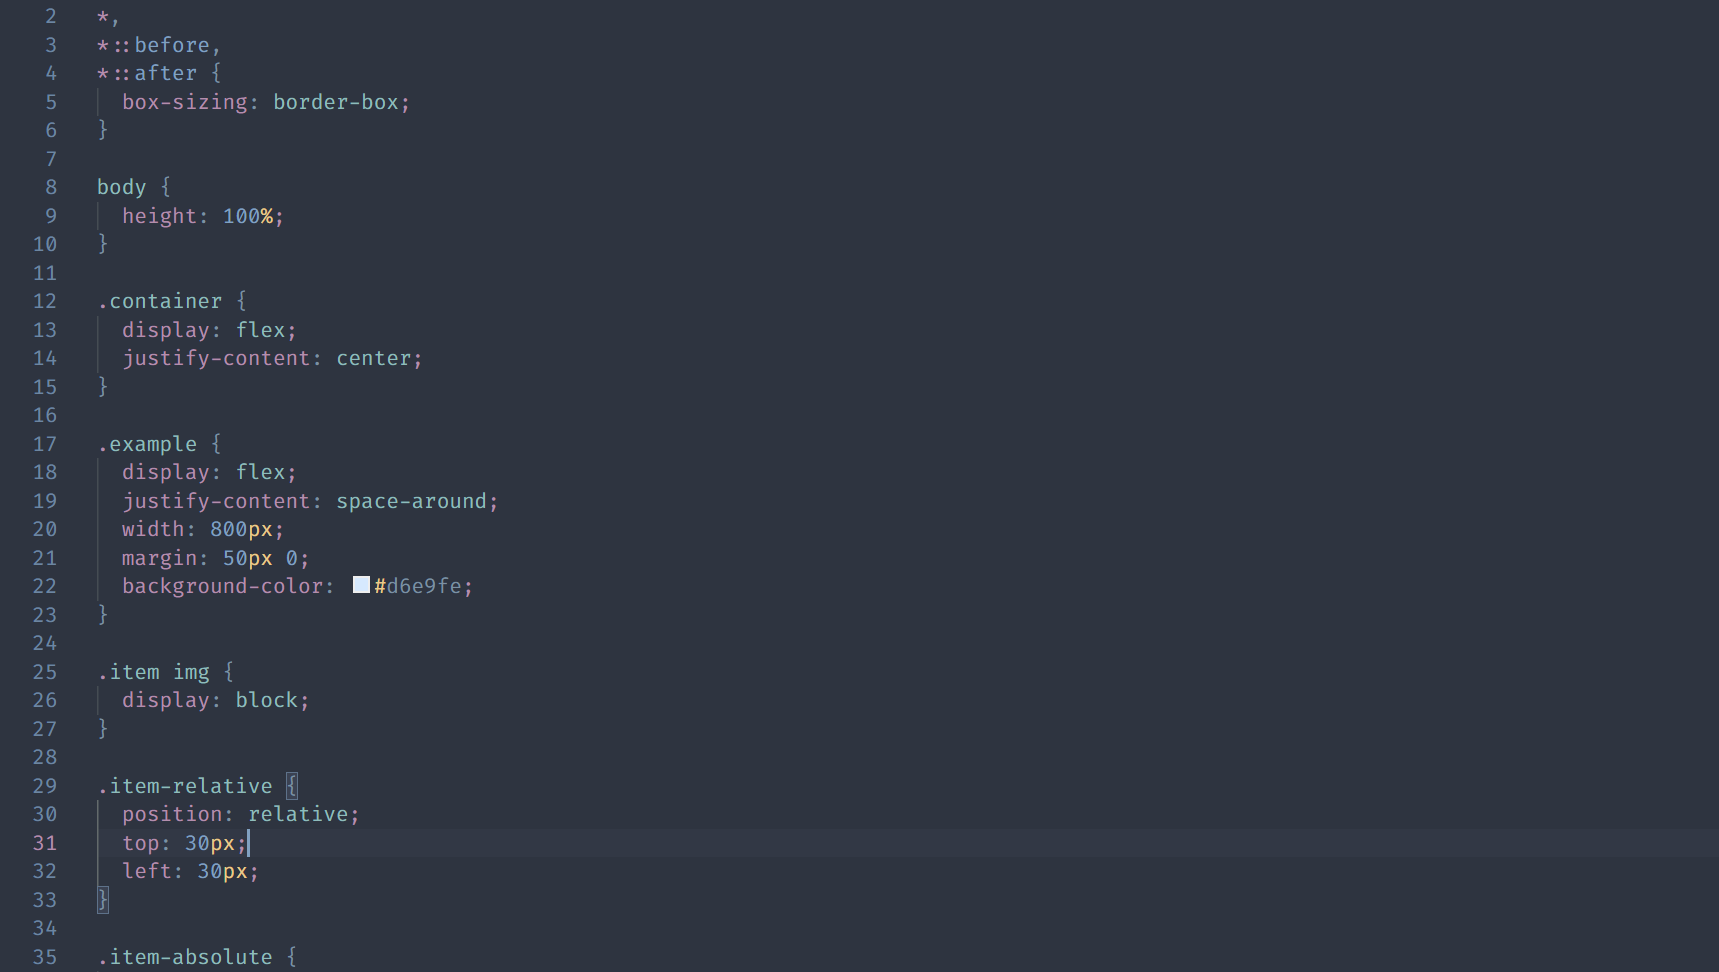 2 *,
3 *::before,
4 *::after {
5 box-sizing: border-box;
6 }
7
8 body {
9 height: 100%;
10 }
11
12 .container {
13 display: flex;
14 justify-content: center;
15 }
16
17 .example {
18 display: flex;
19 justify-content: space-around;
20 width: 800px;
21 margin: 50px 0;
22 background-color: #d6e9fe;
23 }
24
25 .item img {
26 display: block;
27 }
28
29 .item-relative {
30 position: relative;
31 top: 30px;
32 left: 30px;
33 }
34
35 .item-absolute {